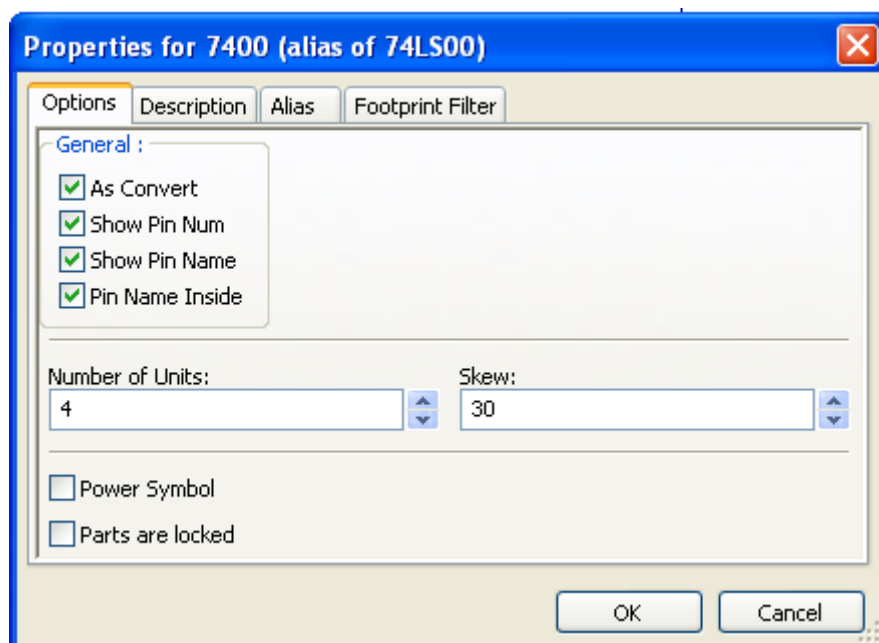 Properties for 7400 (alias of 74LS00)
Options Description Alias Footprint Filter
General :
As Convert
Show Pin Num
Show Pin Name
Pin Name Inside
Number of Units: Skew:
4 30
Power Symbol
Parts are locked
OK Cancel